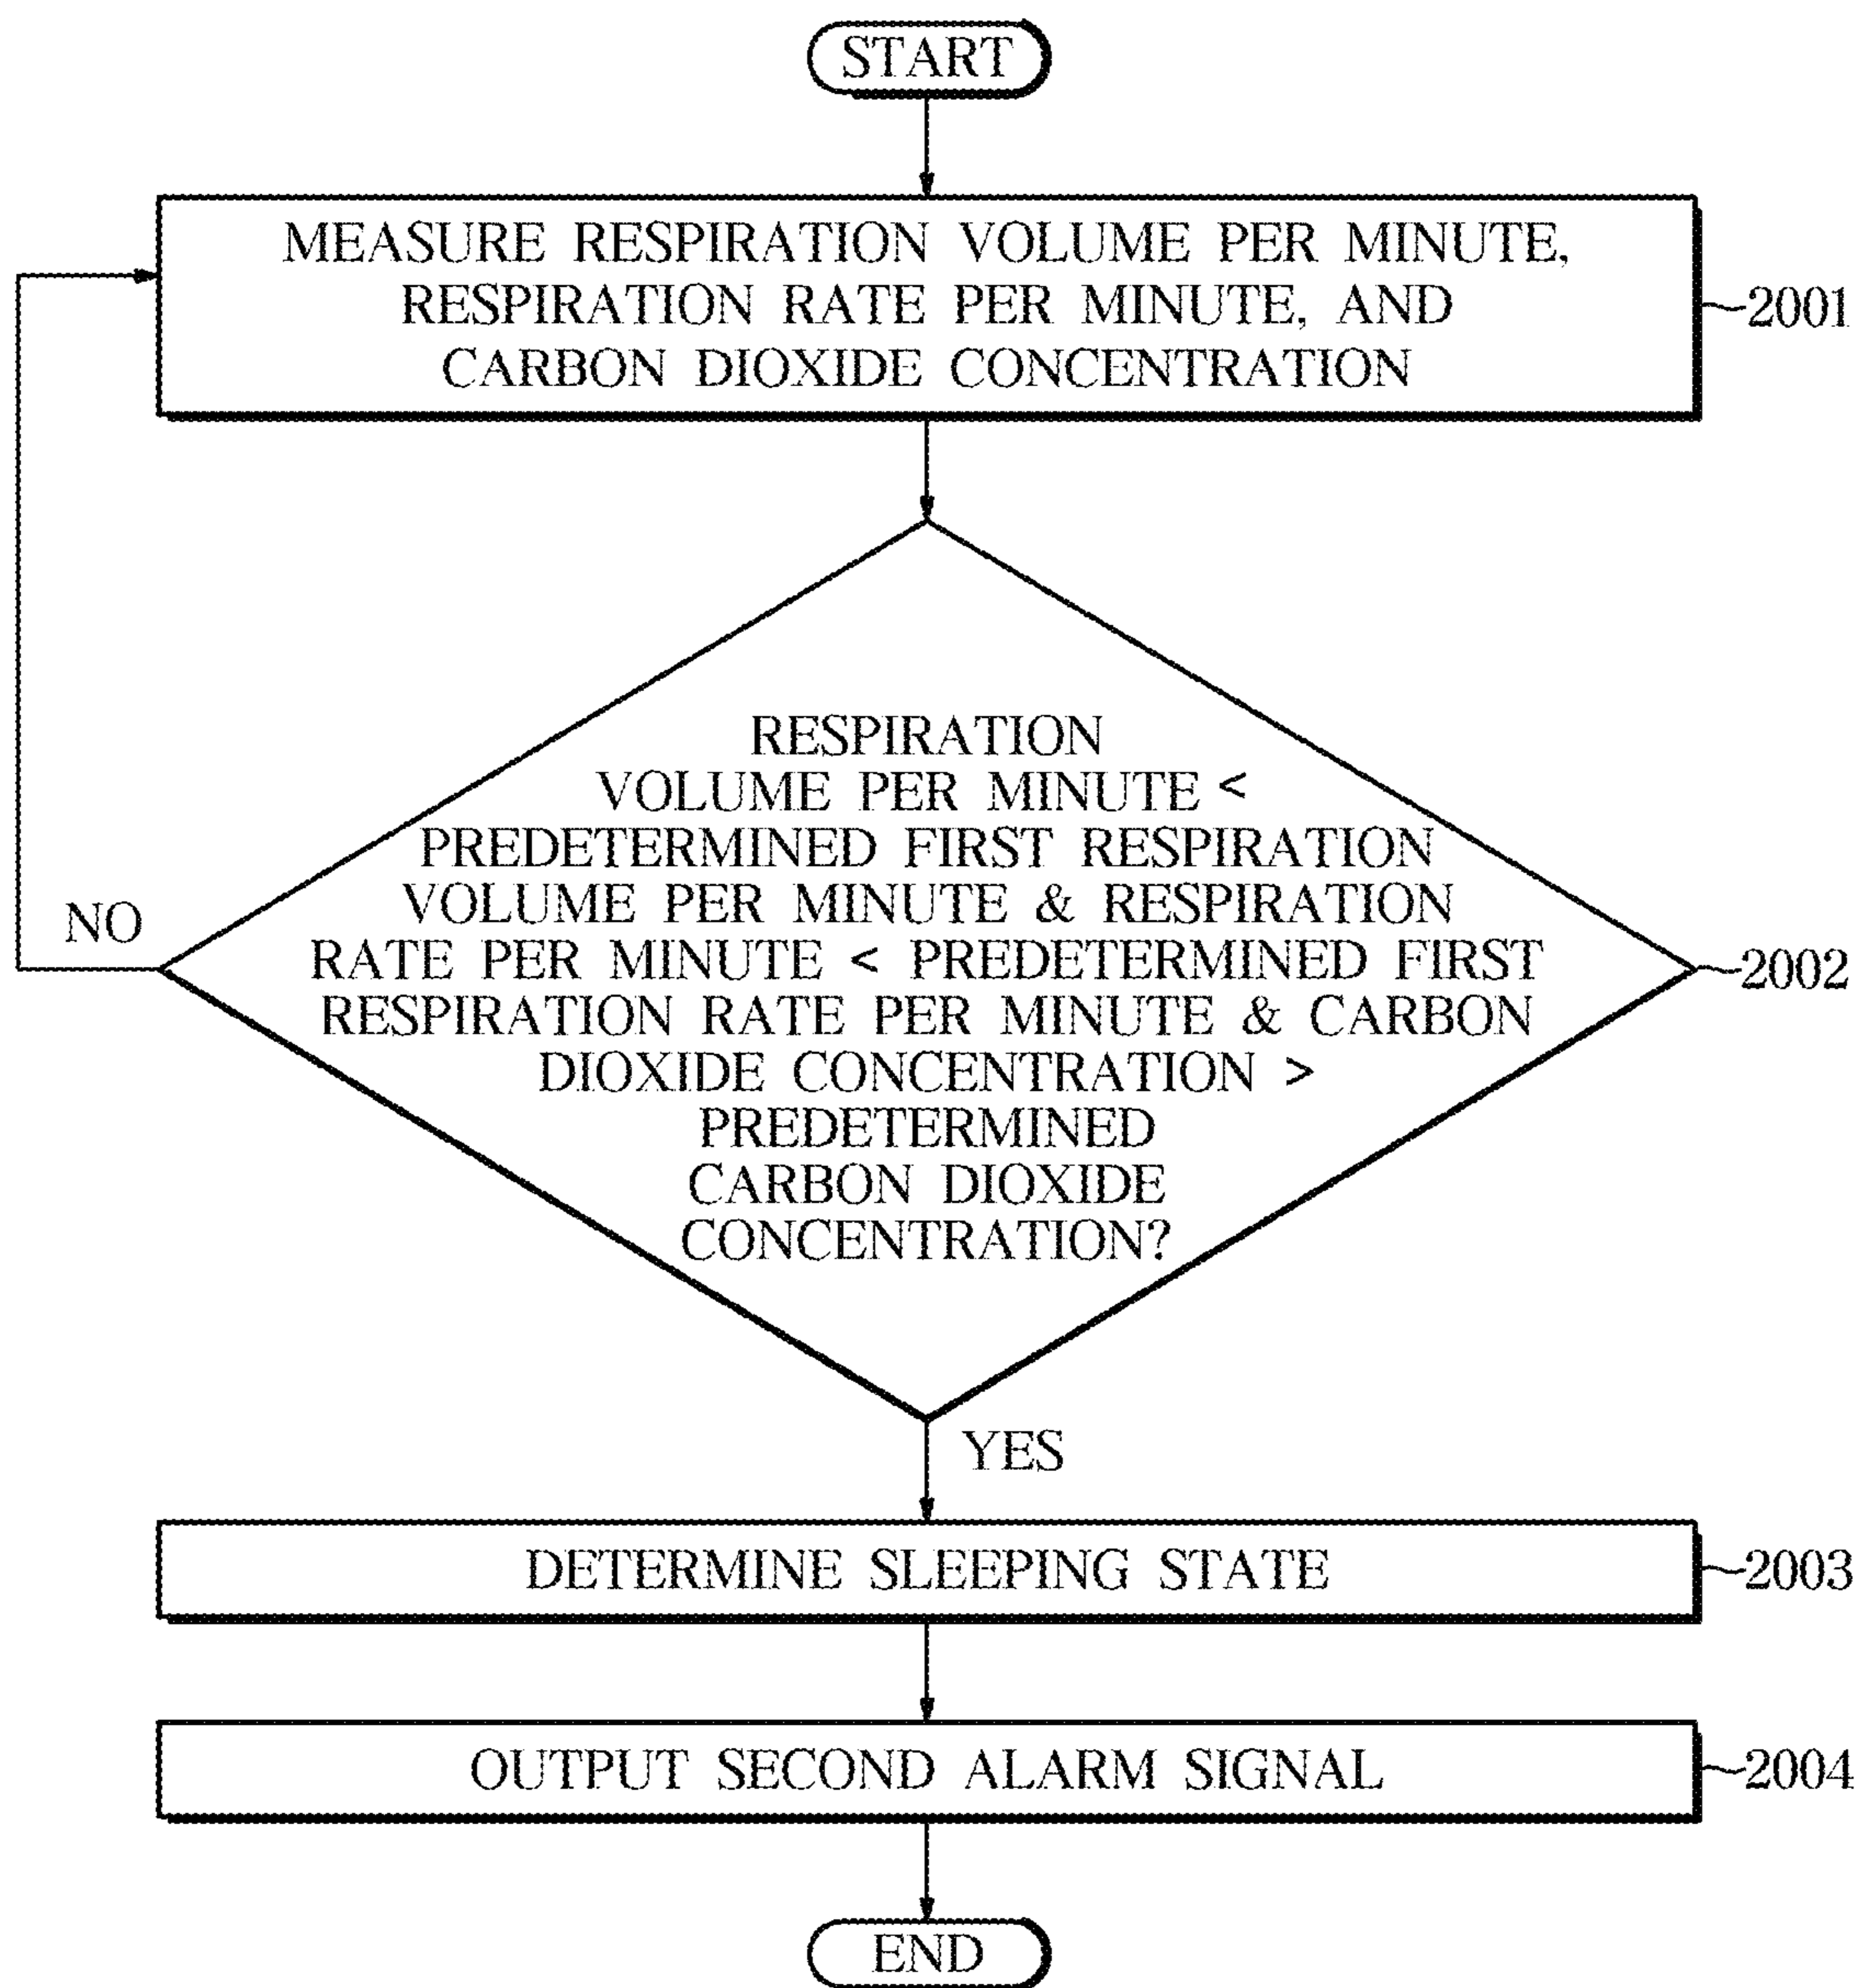 START
MEASURE RESPIRATION VOLUME PER MINUTE,
RESPIRATION RATE PER MINUTE, AND
CARBON DIOXIDE CONCENTRATION
2001
RESPIRATION
VOLUME PER MINUTE <
PREDETERMINED FIRST RESPIRATION
VOLUME PER MINUTE & RESPIRATION
RATE PER MINUTE < PREDETERMINED FIRST
RESPIRATION RATE PER MINUTE & CARBON
DIOXIDE CONCENTRATION >
PREDETERMINED
CARBON DIOXIDE
CONCENTRATION?
NO
2002
YES
DETERMINE SLEEPING STATE
2003
OUTPUT SECOND ALARM SIGNAL
2004
END